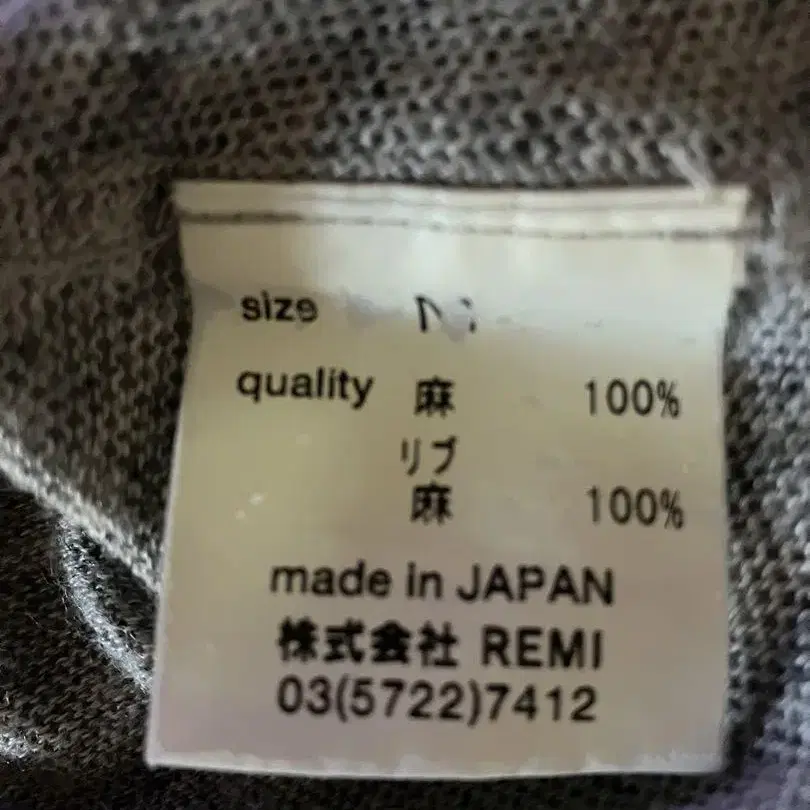 size
quality 麻 100%
リブ
麻 100%
made in JAPAN
株式会社 REMI
03(5722)7412